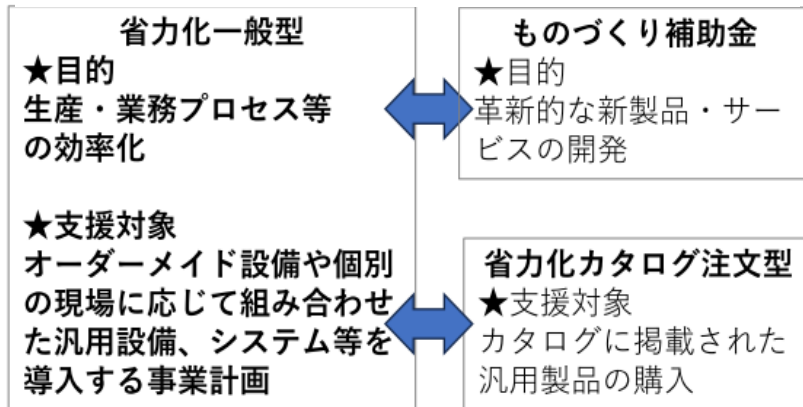 省力化一般型
★目的
生産・業務プロセス等
の効率化
★支援対象
オーダーメイド設備や個別
の現場に応じて組み合わせ
た汎用設備、システム等を
導入する事業計画
ものづくり補助金
★目的
革新的な新製品・サー
ビスの開発
省力化カタログ注文型
★支援対象
カタログに掲載された
汎用製品の購入